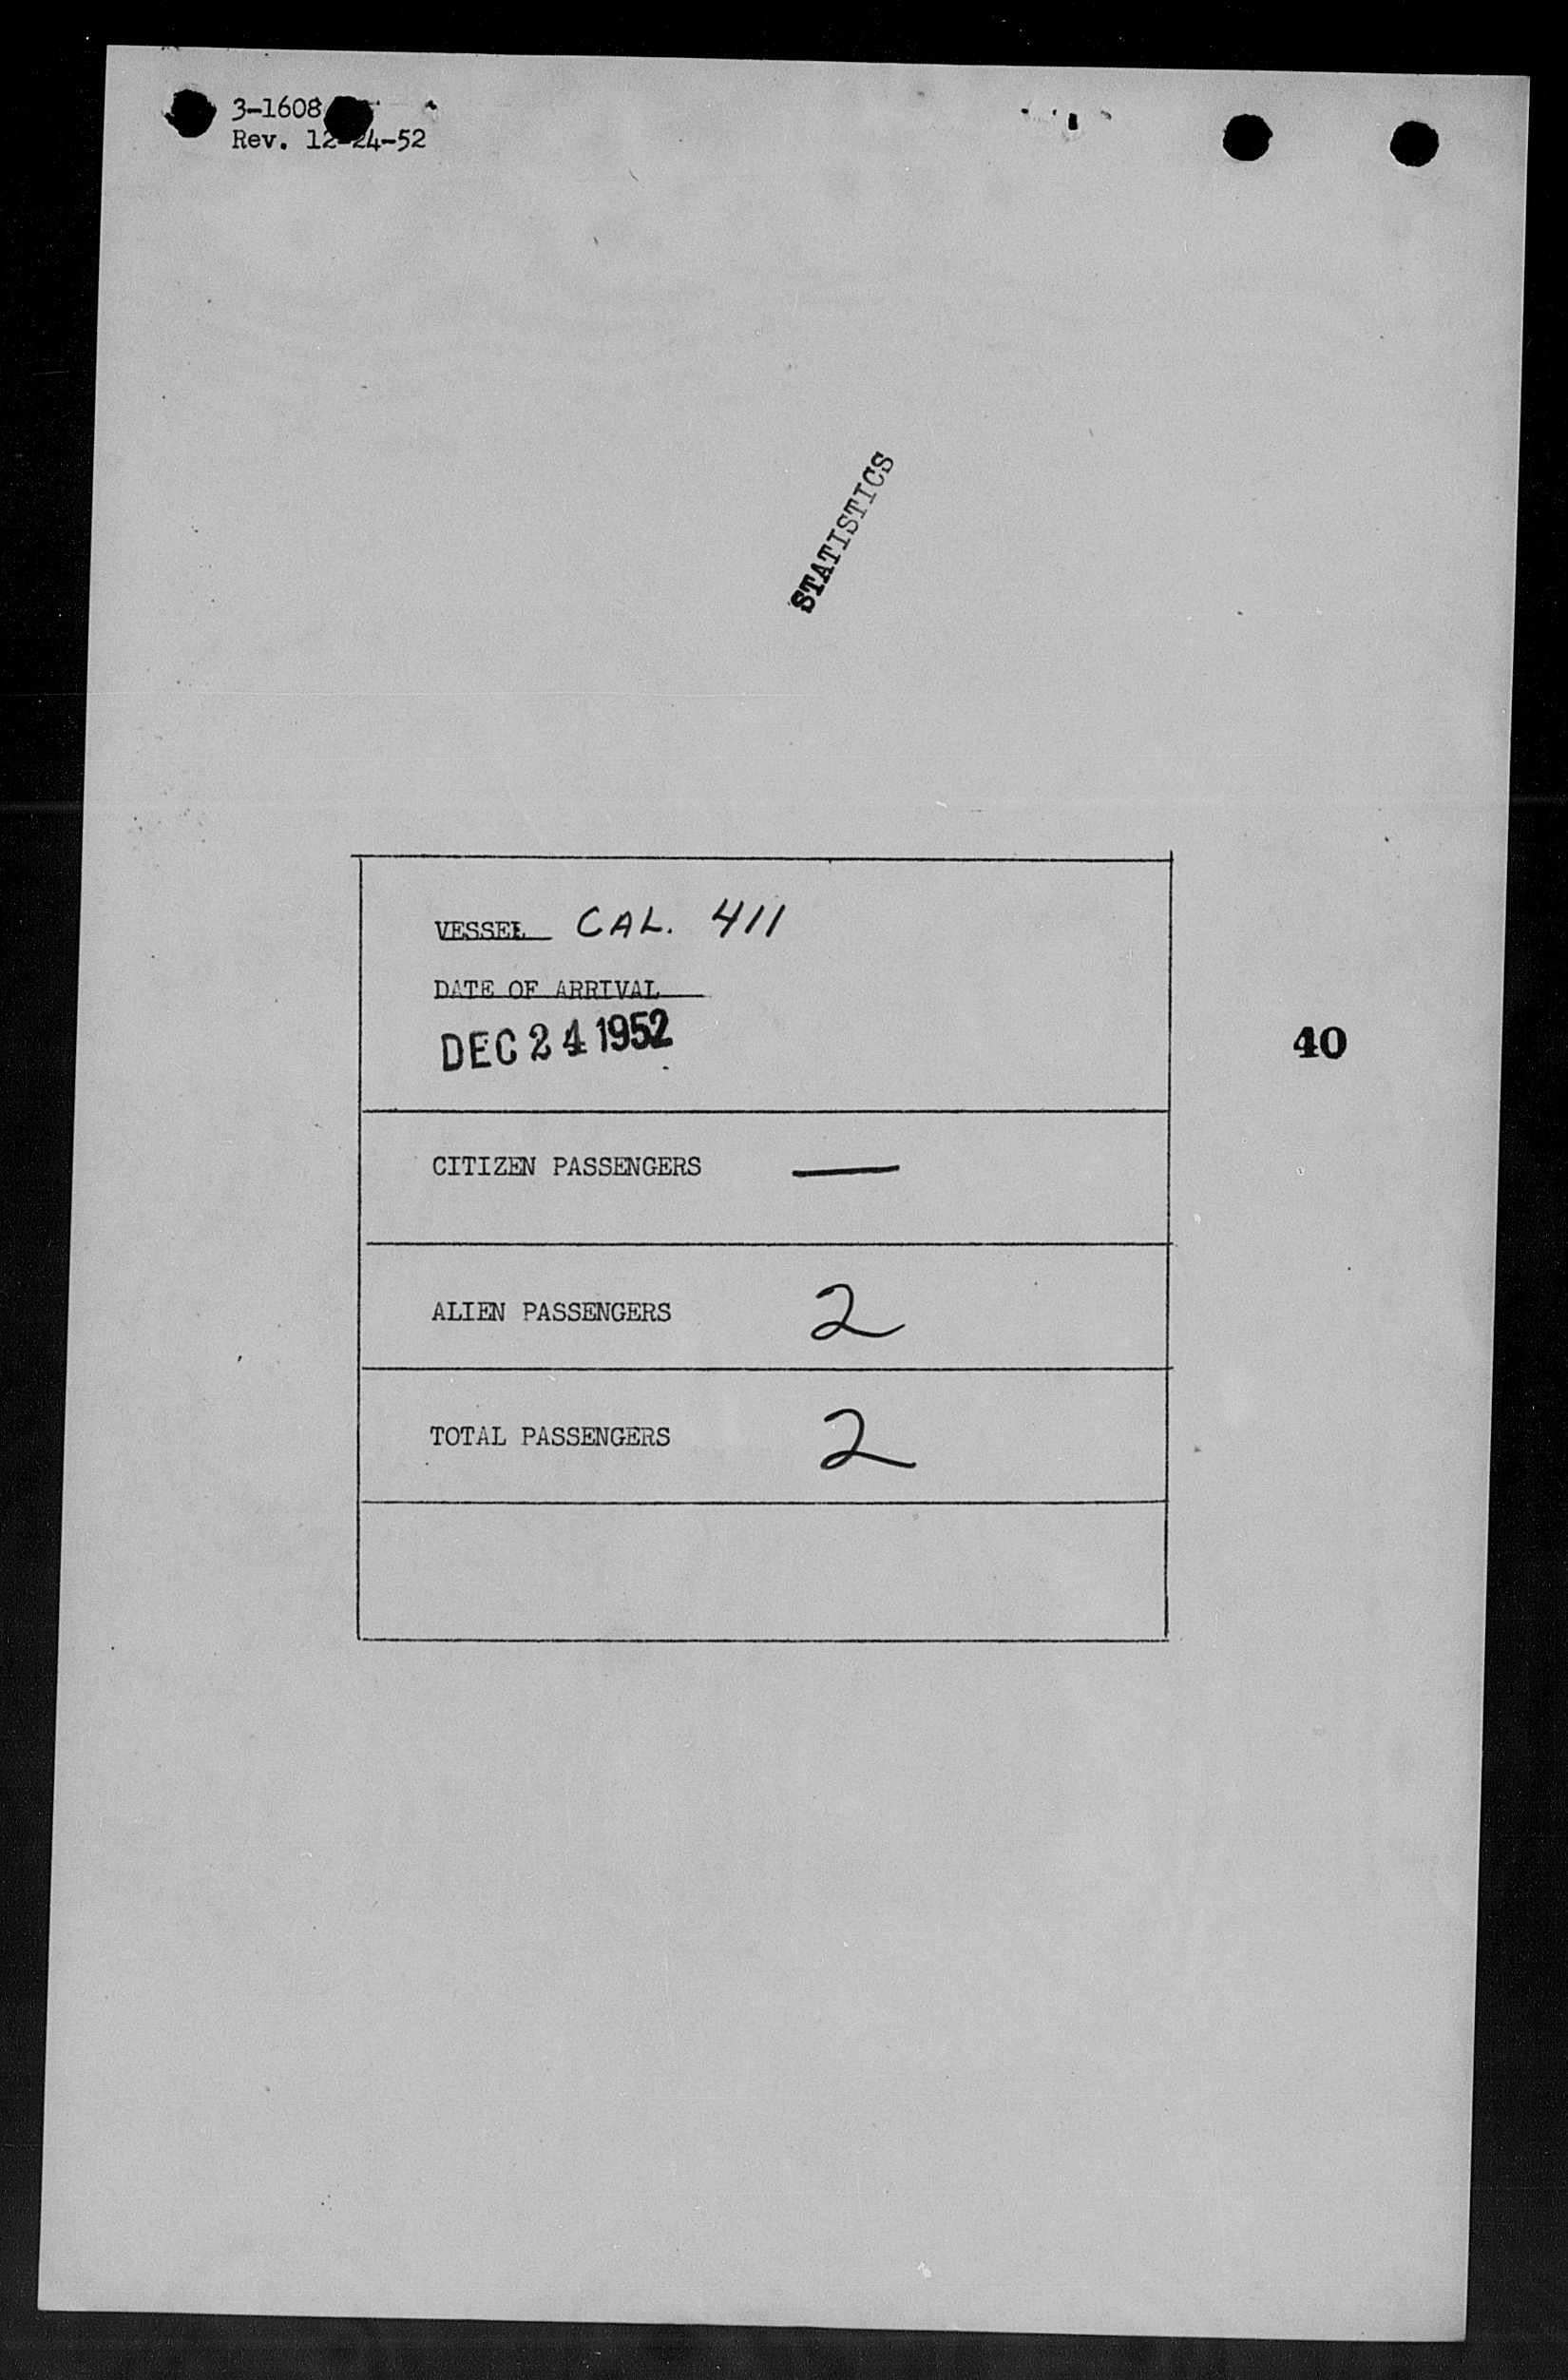 3-1608
Rev. 12-24-52
STATISTICS
VESSEL CAL. 411
DATE OF ARRIVAL
DEC 24 1952
40
CITIZEN PASSENGERS —
ALIEN PASSENGERS 2
TOTAL PASSENGERS 2